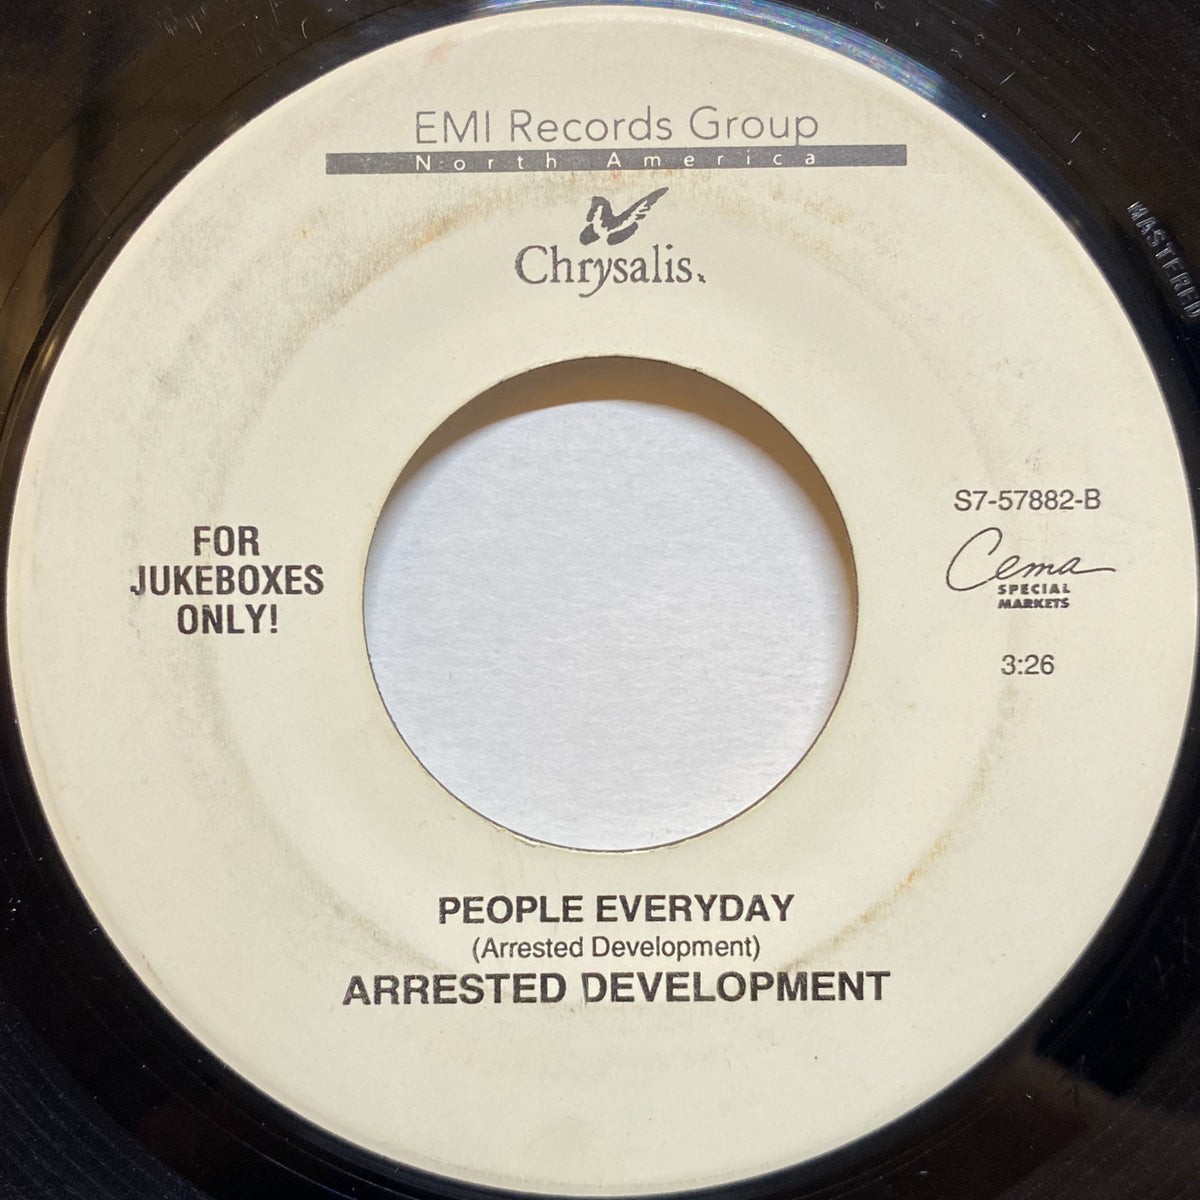 EMI Records Group
North America
Chrysalis
FOR
JUKEBOXES
ONLY!
S7-57882-B
Cema
SPECIAL
MARKETS
3:26
PEOPLE EVERYDAY
(Arrested Development)
ARRESTED DEVELOPMENT
MASTERED